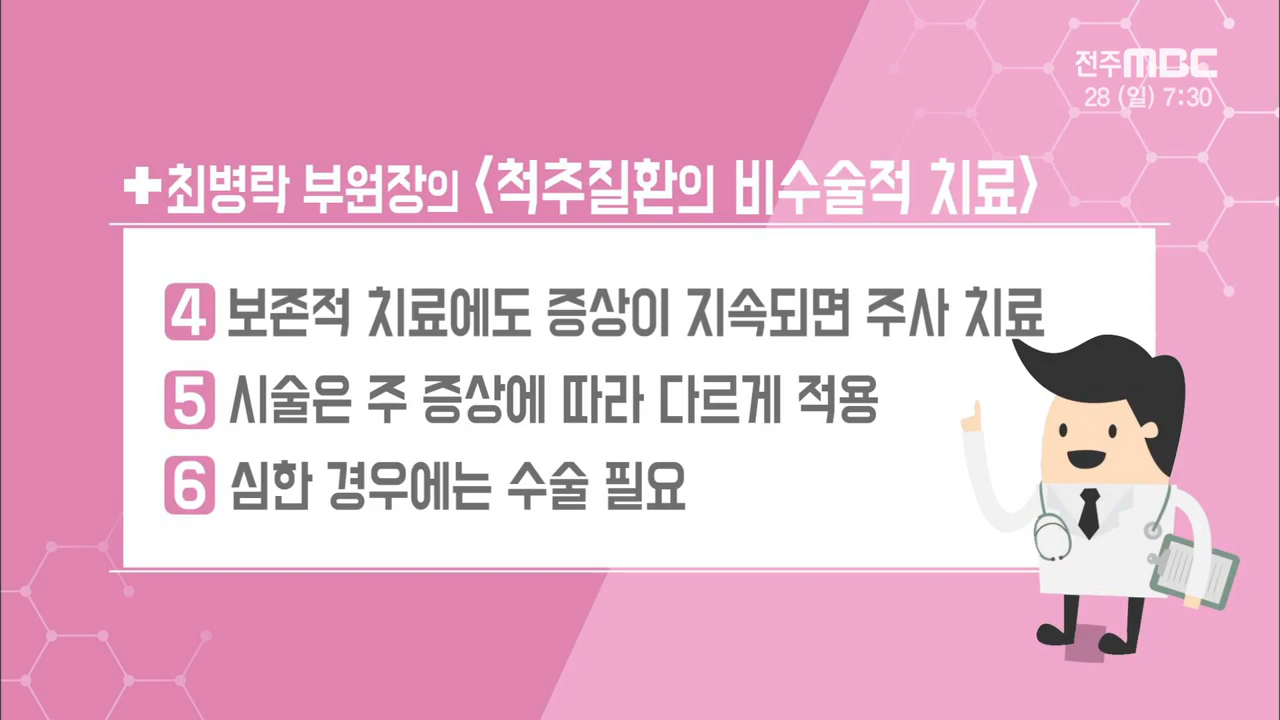 전주MBC
28 (일) 7:30
+최병락 부원장의 <척추질환의 비수술적 치료>
4 보존적 치료에도 증상이 지속되면 주사 치료
5 시술은 주 증상에 따라 다르게 적용
6 심한 경우에는 수술 필요